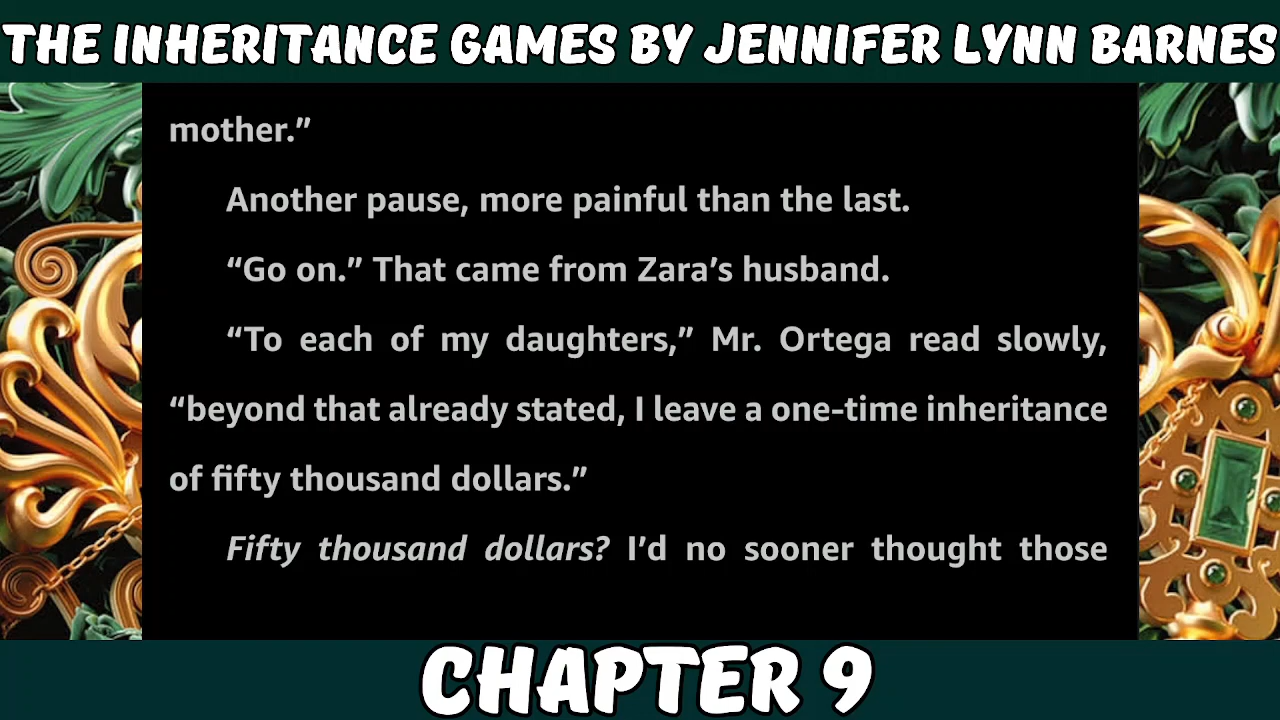 THE INHERITANCE GAMES BY JENNIFER LYNN BARNES
mother.”
Another pause, more painful than the last.
“Go on.” That came from Zara’s husband.
“To each of my daughters,” Mr. Ortega read slowly,
“beyond that already stated, I leave a one-time inheritance
of fifty thousand dollars.”
Fifty thousand dollars? I’d no sooner thought those
CHAPTER 9